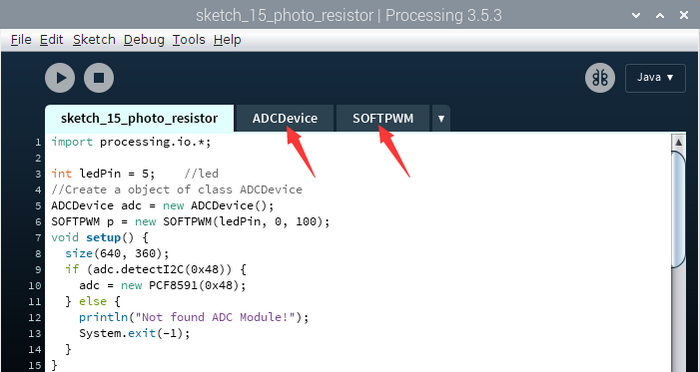 sketch_15_photo_resistor | Processing 3.5.3
File Edit Sketch Debug Tools Help
Java ▾
sketch_15_photo_resistor ADCDevice SOFTPWM ▼
1 import processing.io.*;
2
3 int ledPin = 5;    //led
4 //Create a object of class ADCDevice
5 ADCDevice adc = new ADCDevice();
6 SOFTPWM p = new SOFTPWM(ledPin, 0, 100);
7 void setup() {
8   size(640, 360);
9   if (adc.detectI2C(0x48)) {
10     adc = new PCF8591(0x48);
11   } else {
12     println("Not found ADC Module!");
13     System.exit(-1);
14   }
15 }